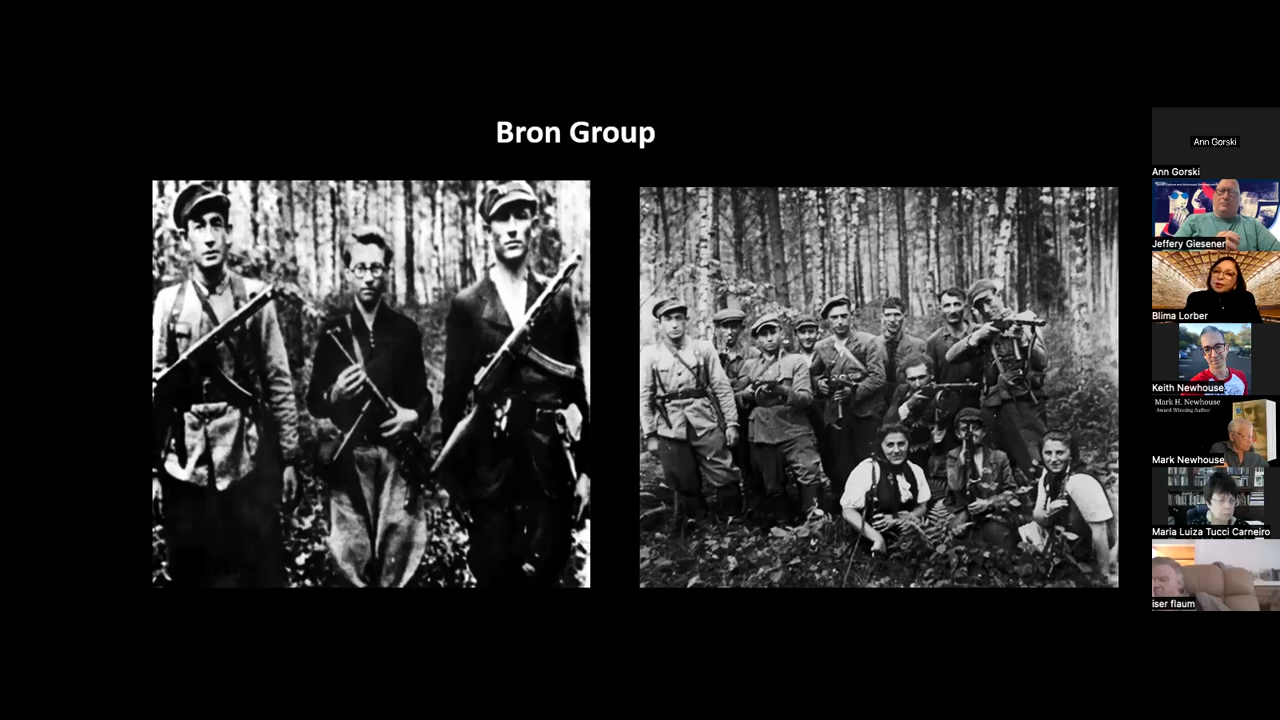 Bron Group
Ann Gorski
Ann Gorski
Jeffery Giesener
Blima Lorber
Keith Newhouse
Mark H. Newhouse
Award-Winning Author
Mark Newhouse
Maria Luiza Tucci Carneiro
iser flaum